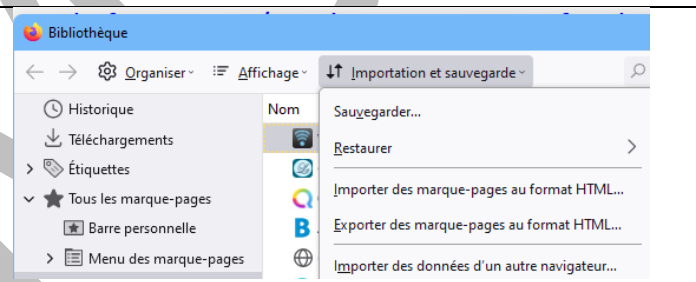 Bibliothèque
Organiser Affichage Importation et sauvegarde
Historique
Téléchargements
Étiquettes
Tous les marque-pages
Barre personnelle
Menu des marque-pages
Nom
Sauvegarder...
Restaurer
Importer des marque-pages au format HTML...
Exporter des marque-pages au format HTML...
Importer des données d'un autre navigateur...